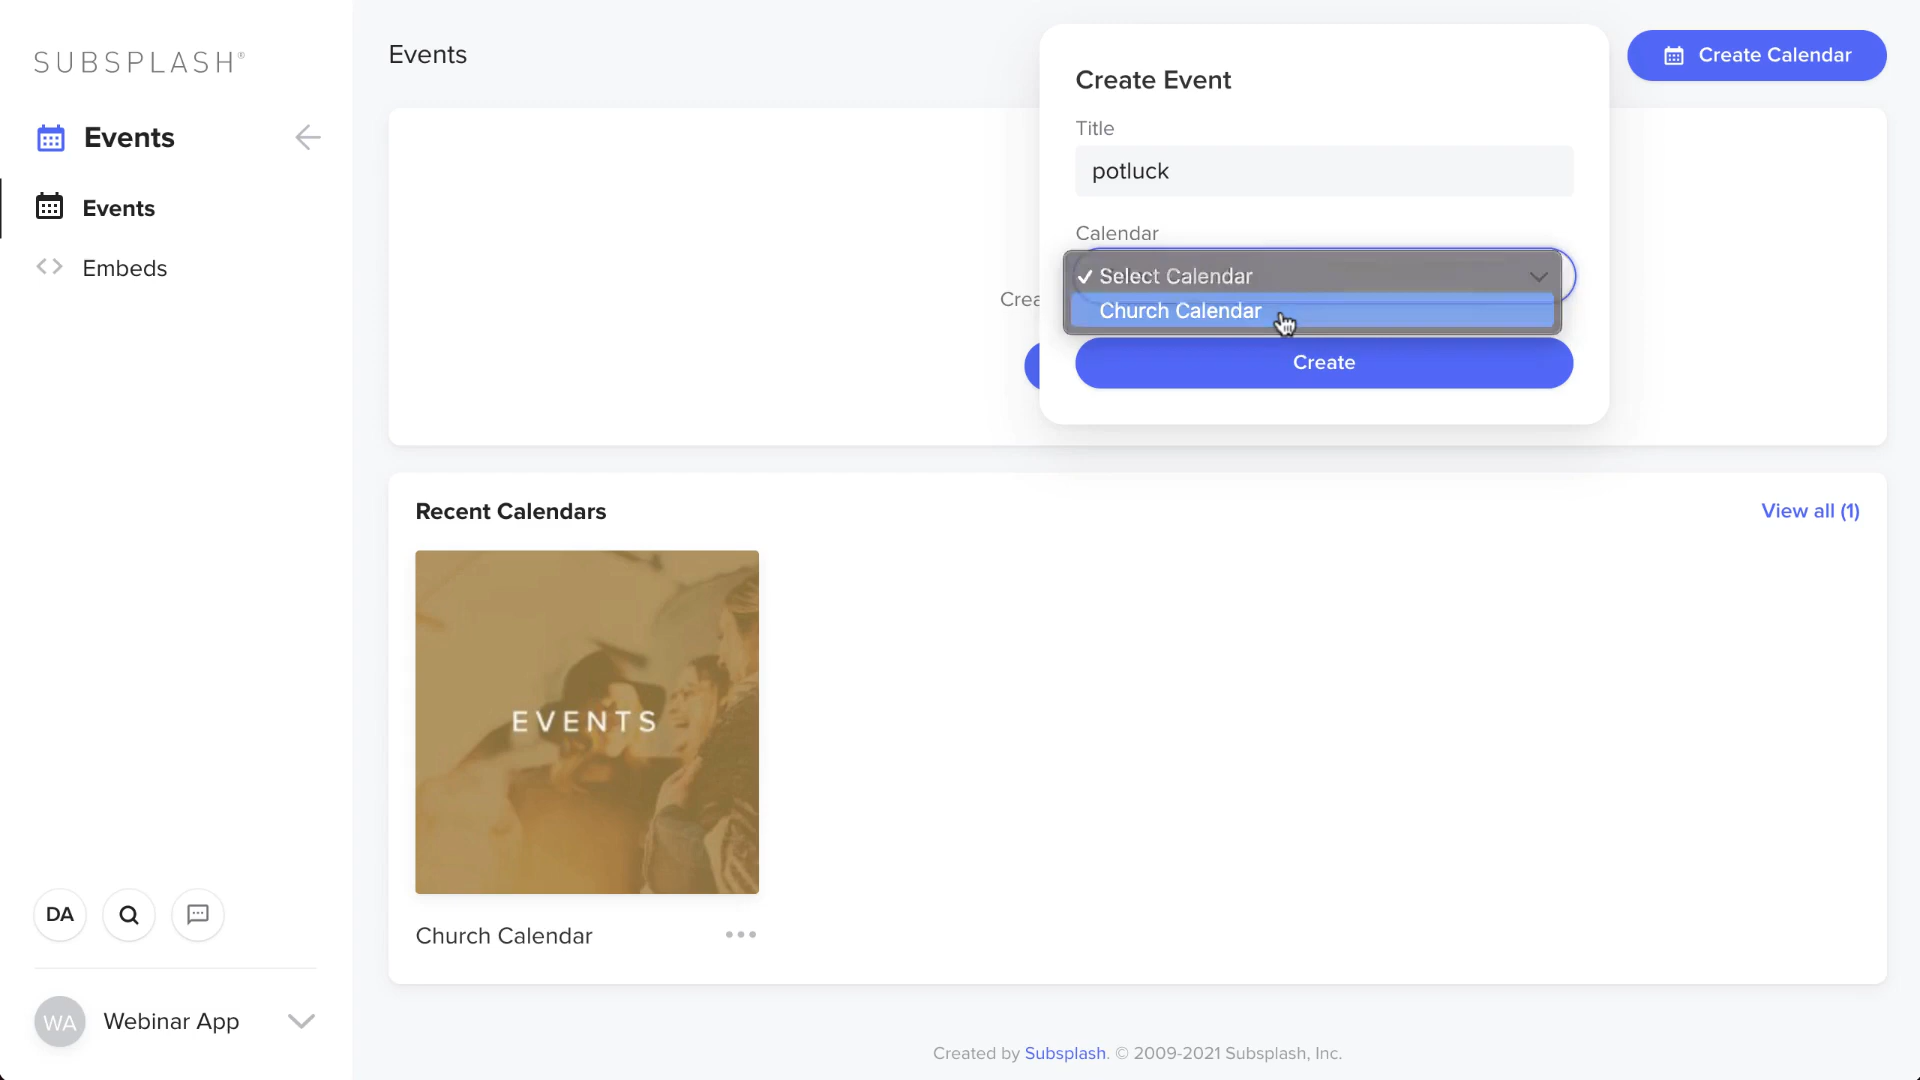 SUBSPLASH®
Events
Events
Embeds
DA
WA
Webinar App
Events
Create Calendar
Create Event
Title
potluck
Calendar
✓ Select Calendar
Church Calendar
Crea
Create
Recent Calendars
View all (1)
EVENTS
Church Calendar
Created by Subsplash. © 2009-2021 Subsplash, Inc.